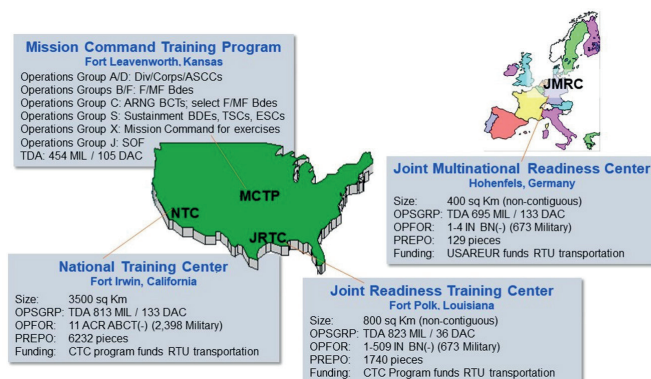 Mission Command Training Program
Fort Leavenworth, Kansas
Operations Group A/D: Div/Corps/ASCCs
Operations Groups B/F: F/MF Bdes
Operations Group C: ARNG BCTs; select F/MF Bdes
Operations Group S: Sustainment BDEs, TSCs, ESCs
Operations Group X: Mission Command for exercises
Operations Group J: SOF
TDA: 454 MIL / 105 DAC
JMRC
Joint Multinational Readiness Center
Hohenfels, Germany
Size: 400 sq Km (non-contiguous)
OPSGRP: TDA 695 MIL / 133 DAC
OPFOR: 1-4 IN BN(-) (673 Military)
PREPO: 129 pieces
Funding: USAREUR funds RTU transportation
MCTP
NTC
JRTC
National Training Center
Fort Irwin, California
Size: 3500 sq Km
OPSGRP: TDA 813 MIL / 133 DAC
OPFOR: 11 ACR ABCT(-) (2,398 Military)
PREPO: 6232 pieces
Funding: CTC program funds RTU transportation
Joint Readiness Training Center
Fort Polk, Louisiana
Size: 800 sq Km (non-contiguous)
OPSGRP: TDA 823 MIL / 36 DAC
OPFOR: 1-509 IN BN(-) (673 Military)
PREPO: 1740 pieces
Funding: CTC Program funds RTU transportation